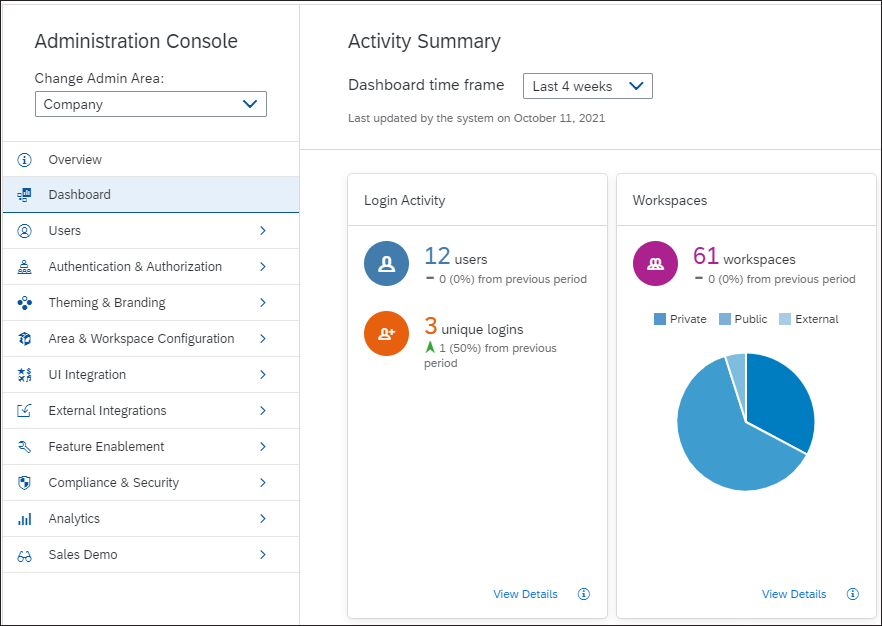 Administration Console
Change Admin Area:
Company
Overview
Dashboard
Users
Authentication & Authorization
Theming & Branding
Area & Workspace Configuration
UI Integration
External Integrations
Feature Enablement
Compliance & Security
Analytics
Sales Demo
Activity Summary
Dashboard time frame
Last 4 weeks
Last updated by the system on October 11, 2021
Login Activity
12 users
0 (0%) from previous period
3 unique logins
1 (50%) from previous
period
View Details
Workspaces
61 workspaces
0 (0%) from previous period
Private Public External
View Details